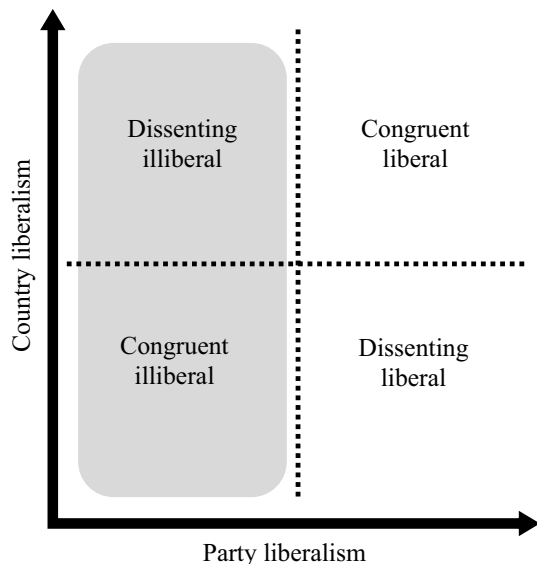 Dissenting
illiberal
Congruent
liberal
Country liberalism
Congruent
illiberal
Dissenting
liberal
Party liberalism